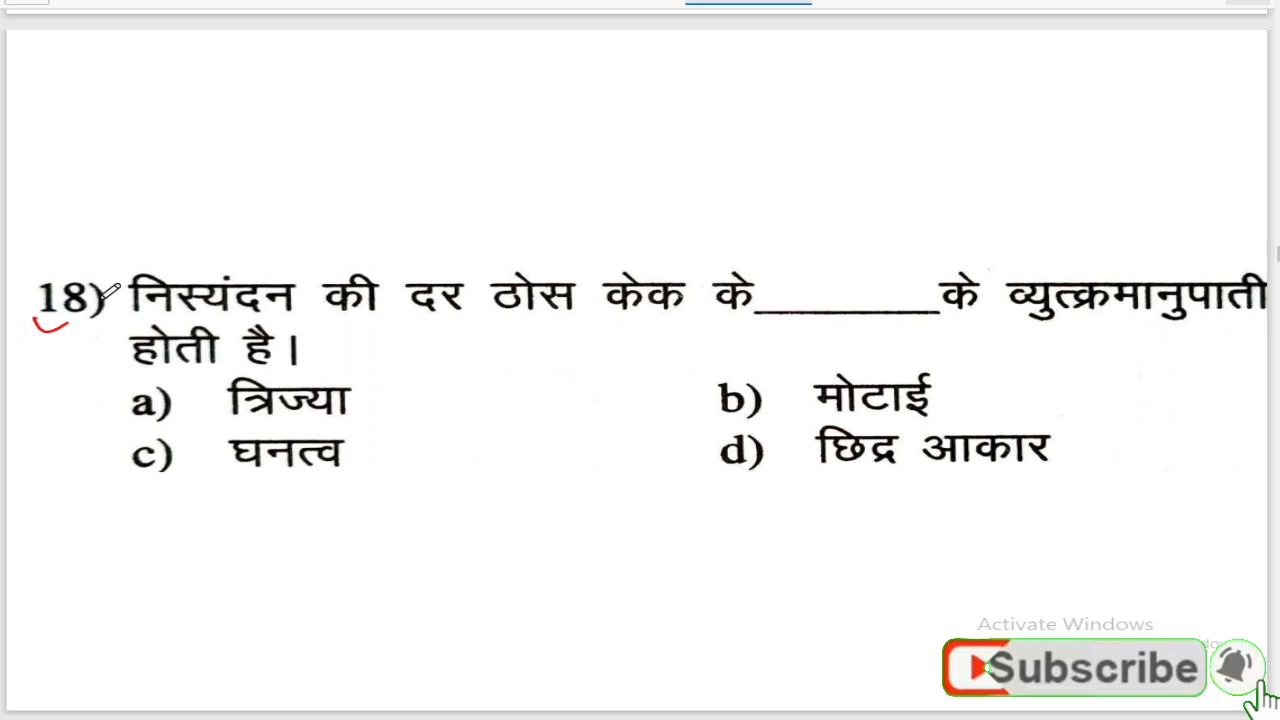 18) निस्यंदन की दर ठोस केक के________के व्युत्क्रमानुपाती
होती है।
a) त्रिज्या b) मोटाई
c) घनत्व d) छिद्र आकार
Activate Windows
Subscribe